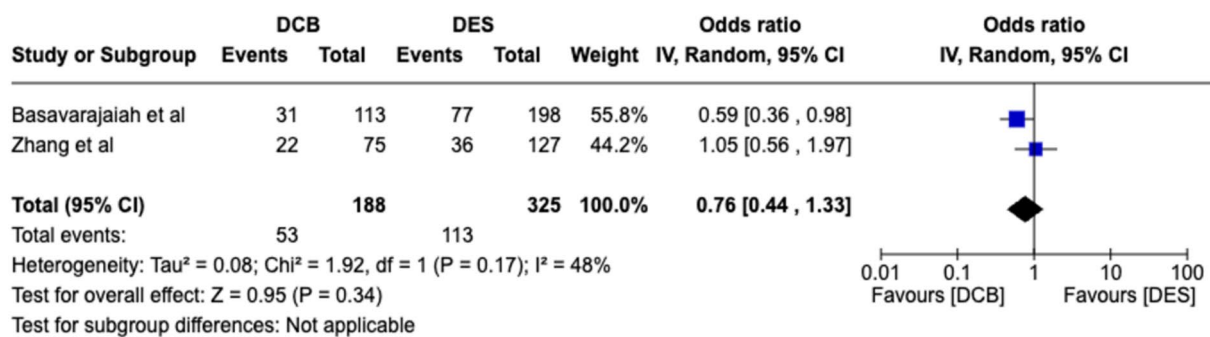 DCB DES Odds ratio Odds ratio
Study or Subgroup Events Total Events Total Weight IV, Random, 95% CI IV, Random, 95% CI
Basavarajaiah et al 31 113 77 198 55.8% 0.59 [0.36 , 0.98]
Zhang et al 22 75 36 127 44.2% 1.05 [0.56 , 1.97]
Total (95% CI) 188 325 100.0% 0.76 [0.44 , 1.33]
Total events: 53 113
Heterogeneity: Tau² = 0.08; Chi² = 1.92, df = 1 (P = 0.17); I² = 48%
0.01 0.1 1 10 100
Test for overall effect: Z = 0.95 (P = 0.34)
Favours [DCB] Favours [DES]
Test for subgroup differences: Not applicable